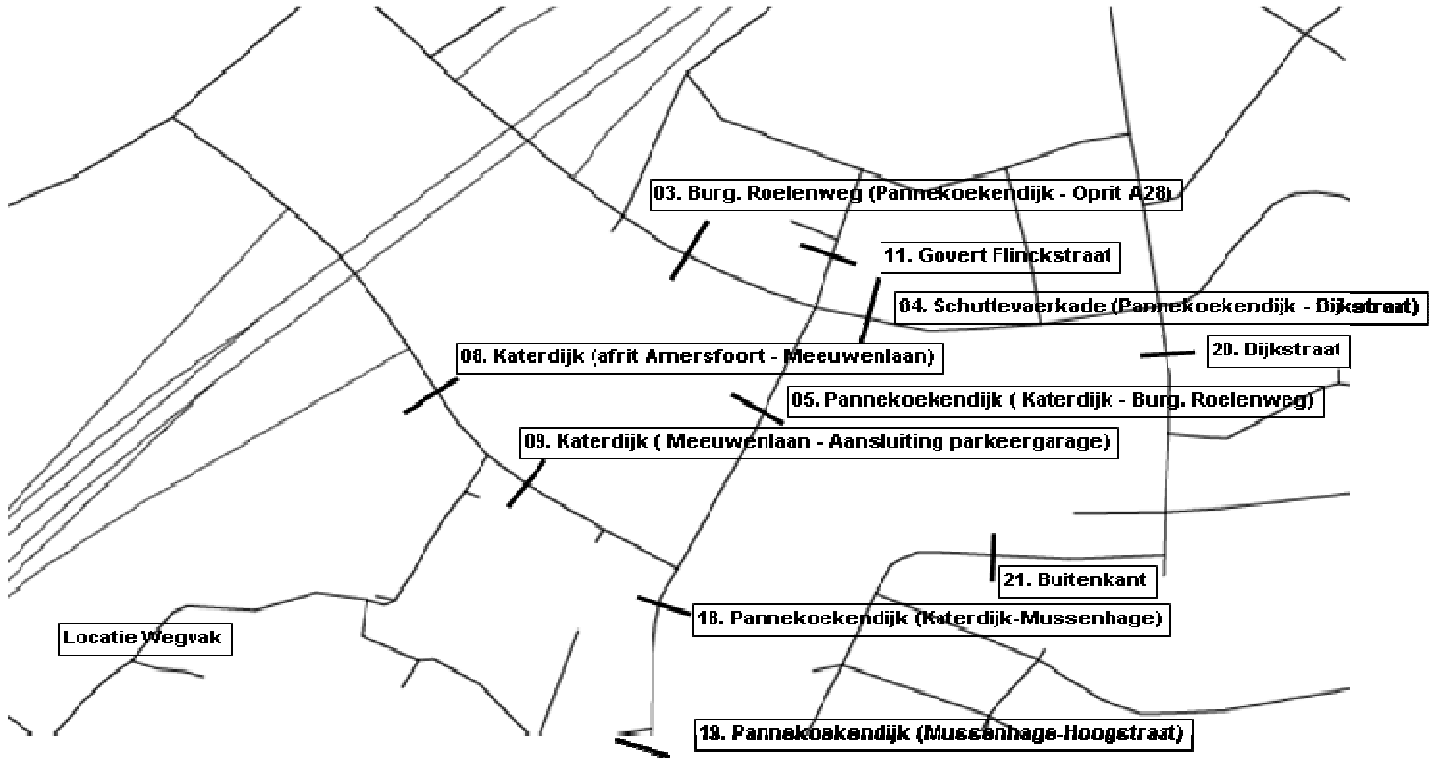 03. Burg. Roelenweg (Pannekoekendijk - Oprit A28)
11. Govert Flinckstraat
04. Schuttevaerkade (Pannekoekendijk - Dijkstraat)
20. Dijkstraat
08. Katerdijk (afrit Amersfoort - Meeuwenlaan)
05. Pannekoekendijk ( Katerdijk - Burg. Roelenweg)
09. Katerdijk ( Meeuwenlaan - Aansluiting parkeergarage)
21. Buitenkant
18. Pannekoekendijk (Katerdijk-Mussenhage)
Locatie Wegvak
19. Pannekoekendijk (Mussenhage-Hoogstraat)